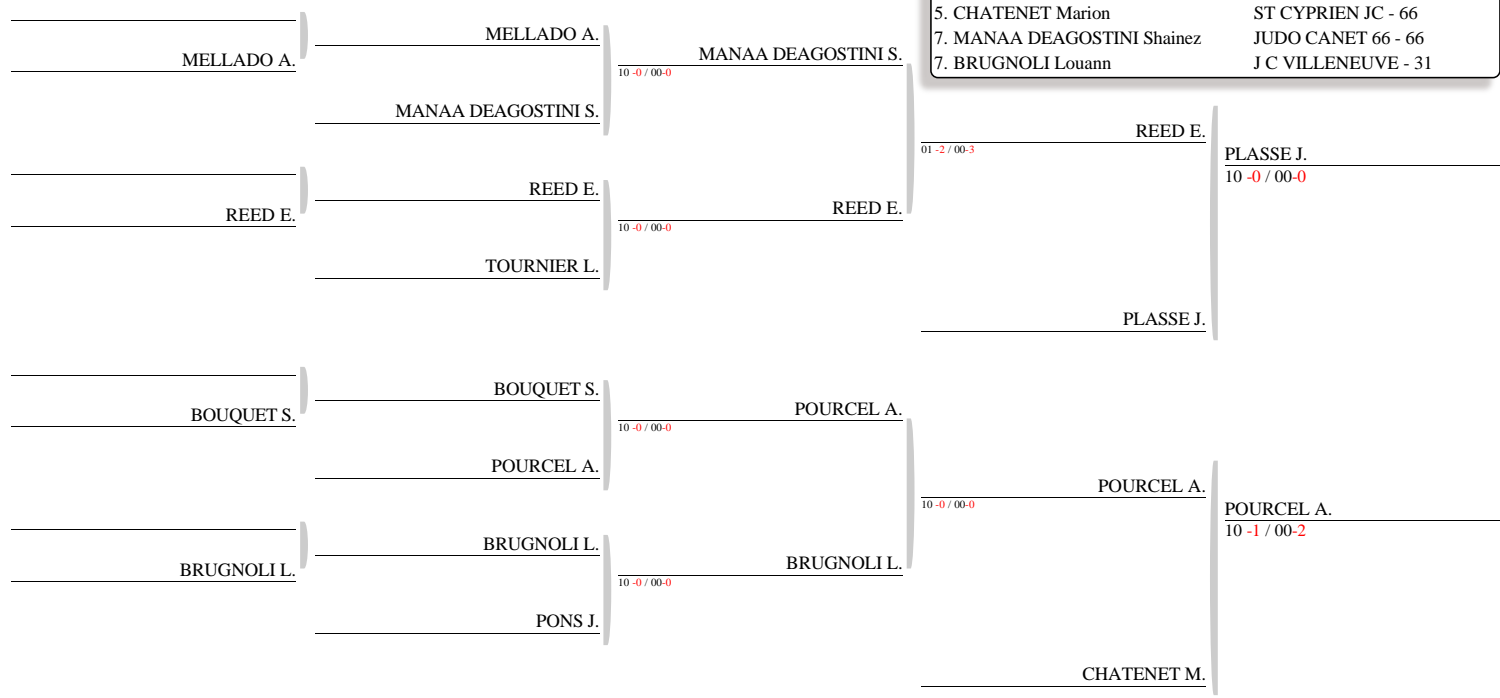 5. CHATENET Marion ST CYPRIEN JC - 66
7. MANAA DEAGOSTINI Shainez JUDO CANET 66 - 66
7. BRUGNOLI Louann J C VILLENEUVE - 31
MELLADO A.
MELLADO A.
MANAA DEAGOSTINI S.
10 -0 / 00-0
MANAA DEAGOSTINI S.
REED E.
01 -2 / 00-3
PLASSE J.
10 -0 / 00-0
REED E.
REED E.
REED E.
10 -0 / 00-0
TOURNIER L.
PLASSE J.
BOUQUET S.
BOUQUET S.
POURCEL A.
10 -0 / 00-0
POURCEL A.
POURCEL A.
10 -0 / 00-0
POURCEL A.
10 -1 / 00-2
BRUGNOLI L.
BRUGNOLI L.
BRUGNOLI L.
10 -0 / 00-0
PONS J.
CHATENET M.